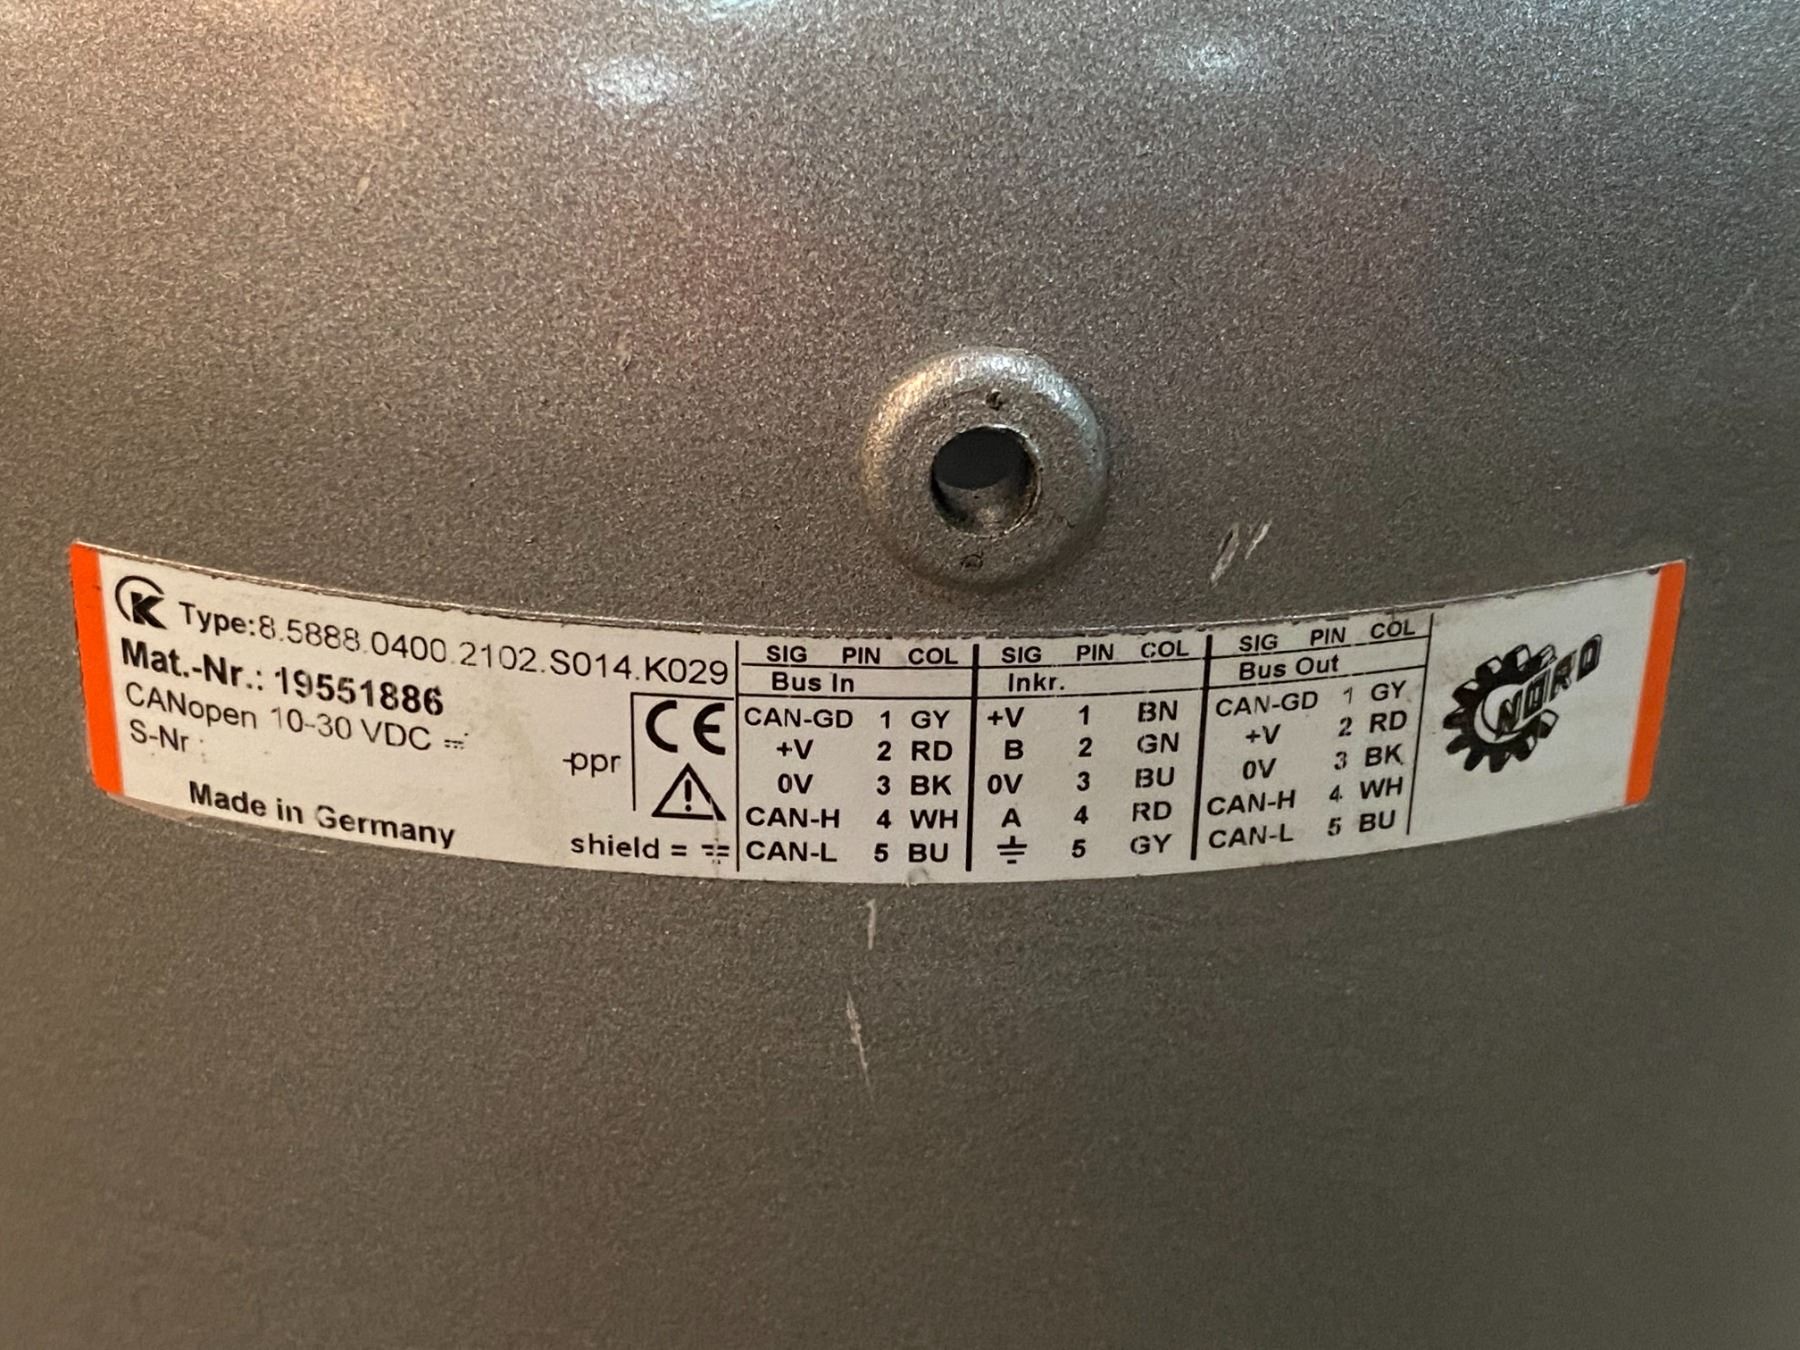 K Type:8.5888.0400.2102.S014.K029
Mat.-Nr.: 19551886
CANopen 10-30 VDC
S-Nr :
-ppr
CE
Made in Germany
shield =
SIG PIN COL
Bus In
CAN-GD 1 GY
+V 2 RD
0V 3 BK
CAN-H 4 WH
CAN-L 5 BU
SIG PIN COL
Inkr.
+V 1 BN
B 2 GN
0V 3 BU
A 4 RD
5 GY
SIG PIN COL
Bus Out
CAN-GD 1 GY
+V 2 RD
0V 3 BK
CAN-H 4 WH
CAN-L 5 BU
NORD